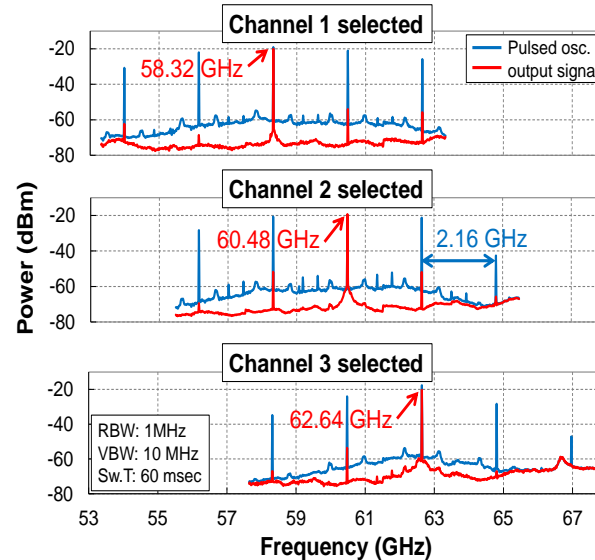 Channel 1 selected
Pulsed osc.
output signal
-20
-40
-60
-80
58.32 GHz
Channel 2 selected
-20
-40
-60
-80
60.48 GHz
2.16 GHz
Power (dBm)
Channel 3 selected
-20
-40
-60
-80
62.64 GHz
RBW: 1MHz
VBW: 10 MHz
Sw.T: 60 msec
53 55 57 59 61 63 65 67
Frequency (GHz)